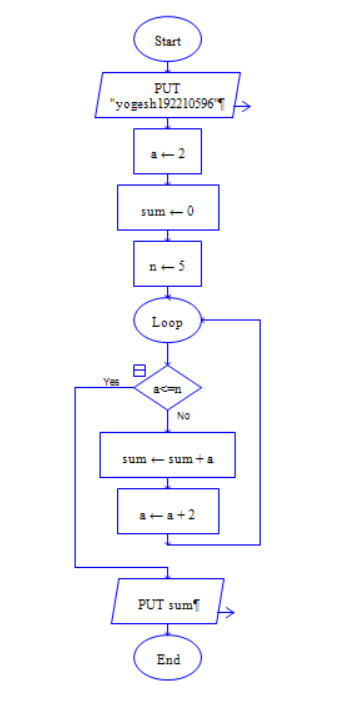 Start
PUT
"yogesh192210596"¶
a ← 2
sum ← 0
n ← 5
Loop
Yes
a<=n
No
sum ← sum + a
a ← a + 2
PUT sum¶
End